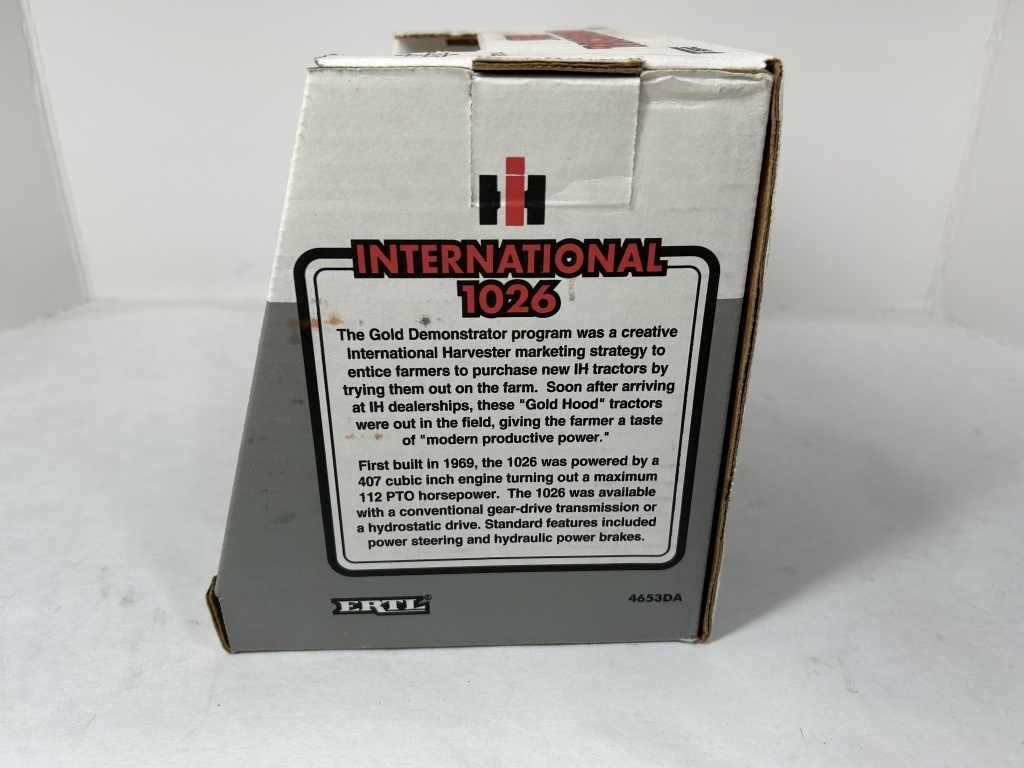 INTERNATIONAL
1026
The Gold Demonstrator program was a creative
International Harvester marketing strategy to
entice farmers to purchase new IH tractors by
trying them out on the farm. Soon after arriving
at IH dealerships, these "Gold Hood" tractors
were out in the field, giving the farmer a taste
of "modern productive power."
First built in 1969, the 1026 was powered by a
407 cubic inch engine turning out a maximum
112 PTO horsepower. The 1026 was available
with a conventional gear-drive transmission or
a hydrostatic drive. Standard features included
power steering and hydraulic power brakes.
ERTL®
4653DA